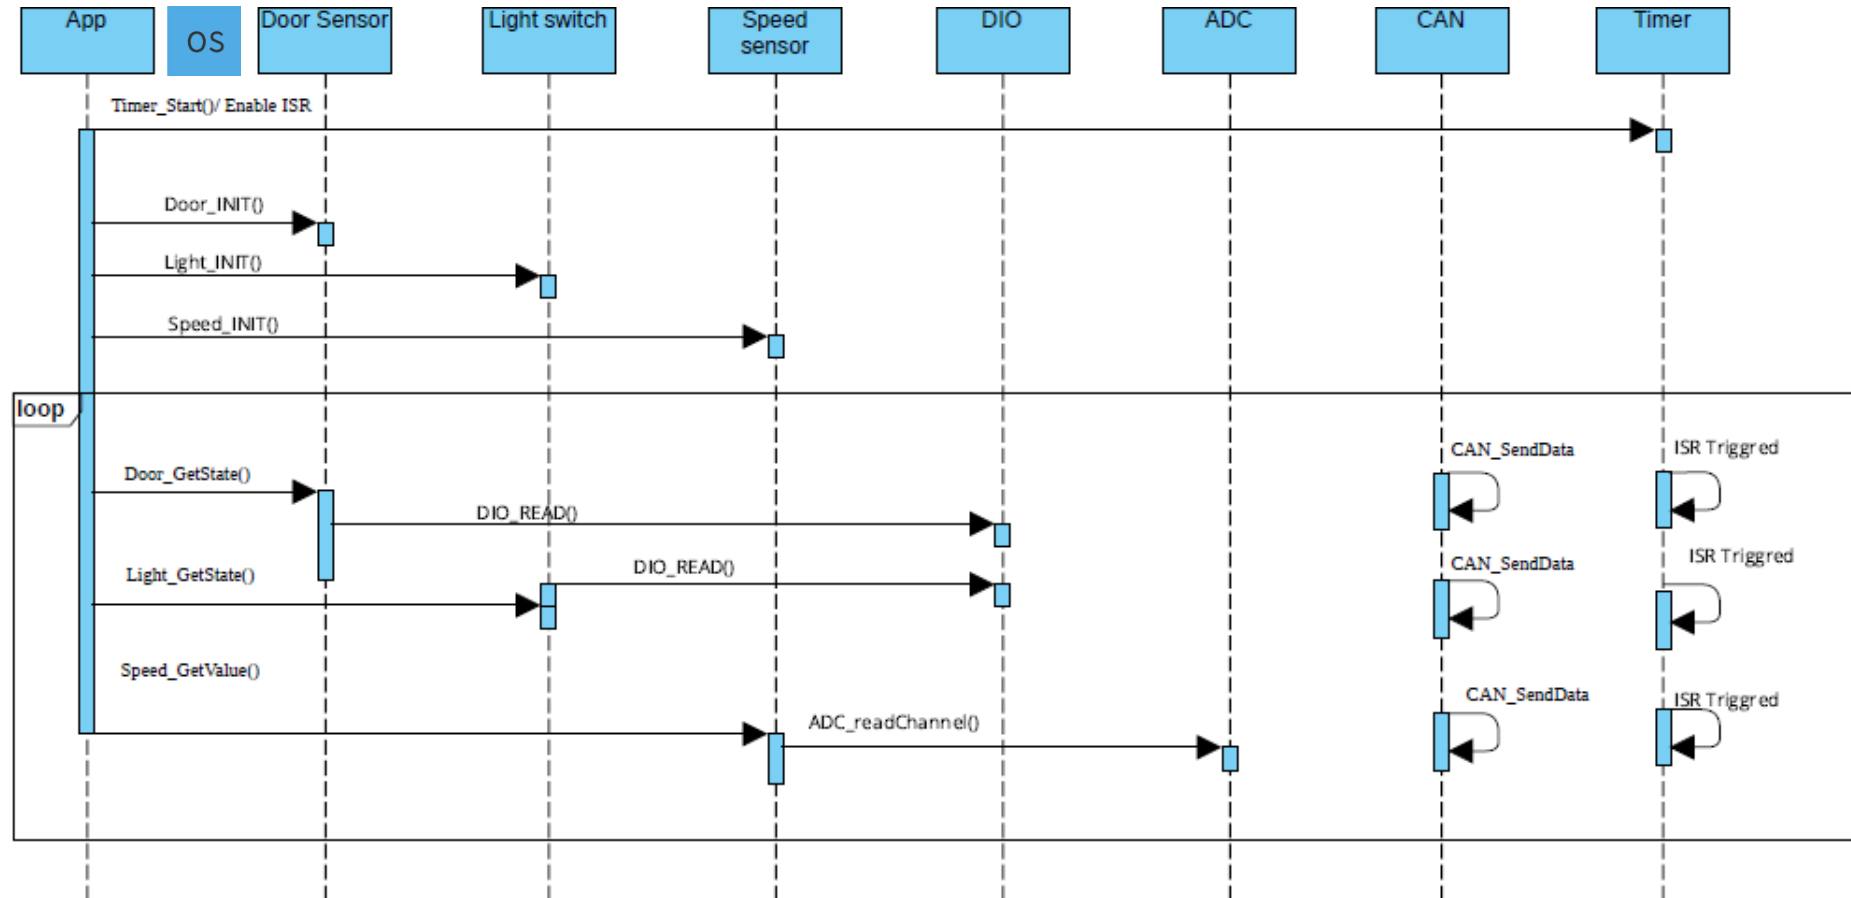 App
OS
Door Sensor
Light switch
Speed
sensor
DIO
ADC
CAN
Timer
Timer_Start()/ Enable ISR
Door_INIT()
Light_INIT()
Speed_INIT()
loop
CAN_SendData
ISR Triggred
Door_GetState()
DIO_READ()
Light_GetState()
DIO_READ()
CAN_SendData
ISR Triggred
Speed_GetValue()
ADC_readChannel()
CAN_SendData
ISR Triggred